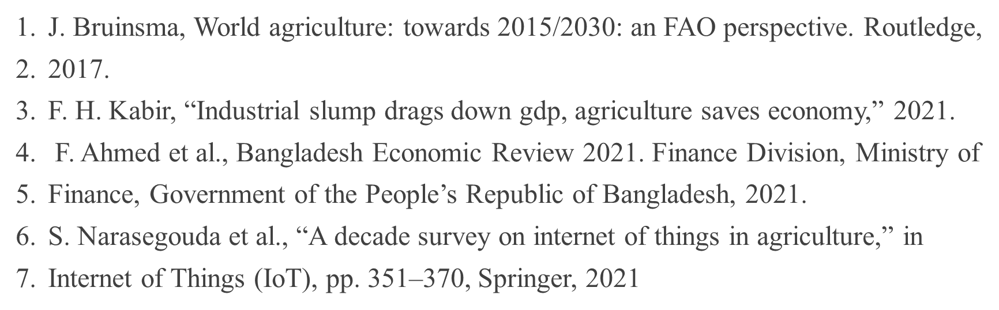 1. J. Bruinsma, World agriculture: towards 2015/2030: an FAO perspective. Routledge,
2. 2017.
3. F. H. Kabir, “Industrial slump drags down gdp, agriculture saves economy,” 2021.
4. F. Ahmed et al., Bangladesh Economic Review 2021. Finance Division, Ministry of
5. Finance, Government of the People’s Republic of Bangladesh, 2021.
6. S. Narasegouda et al., “A decade survey on internet of things in agriculture,” in
7. Internet of Things (IoT), pp. 351–370, Springer, 2021